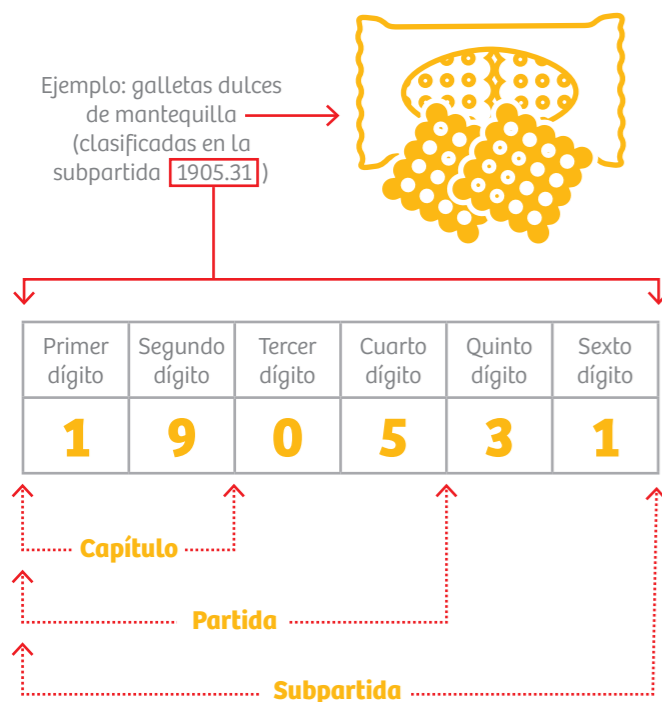 Ejemplo: galletas dulces
de mantequilla
(clasificadas en la
subpartida 1905.31 )
Primer dígito
Segundo dígito
Tercer dígito
Cuarto dígito
Quinto dígito
Sexto dígito
1 9 0 5 3 1
Capítulo
Partida
Subpartida